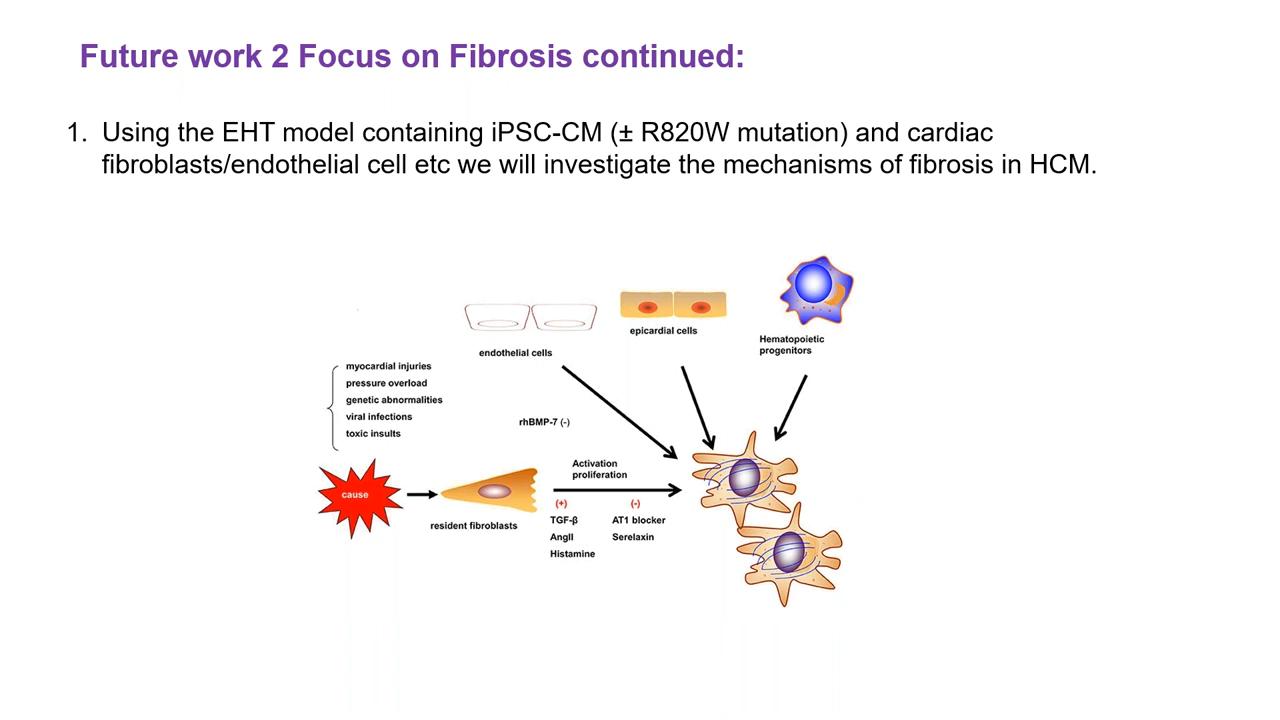 Future work 2 Focus on Fibrosis continued:
1. Using the EHT model containing iPSC-CM (± R820W mutation) and cardiac
fibroblasts/endothelial cell etc we will investigate the mechanisms of fibrosis in HCM.
endothelial cells
epicardial cells
Hematopoietic
progenitors
myocardial injuries
pressure overload
genetic abnormalities
viral infections
toxic insults
rhBMP-7 (-)
cause
resident fibroblasts
Activation
proliferation
(+)
TGF-β
AngII
Histamine
(-)
AT1 blocker
Serelaxin